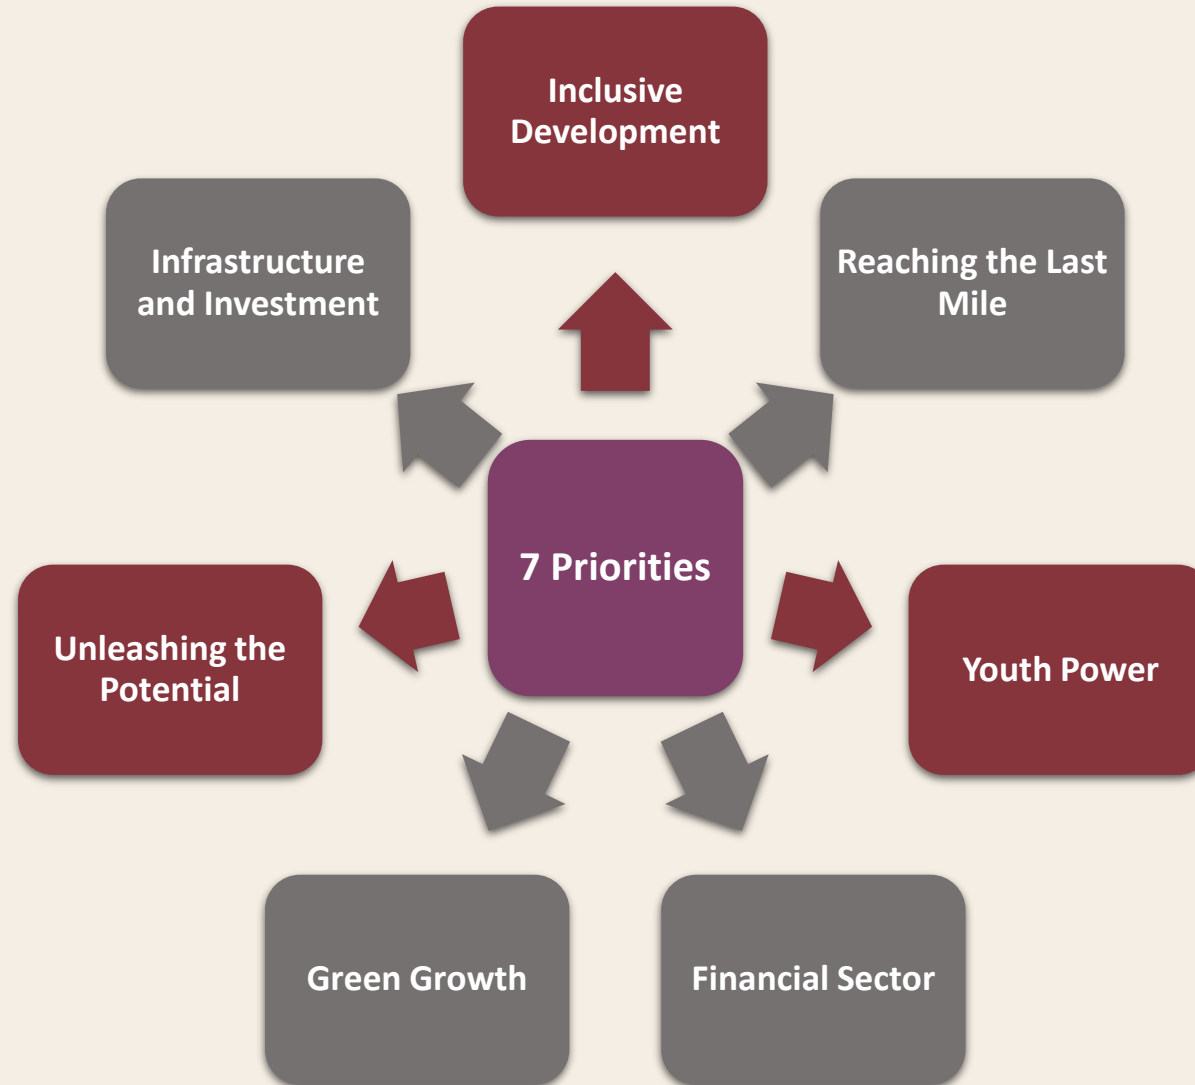 Inclusive
Development
Infrastructure
and Investment
Reaching the Last
Mile
7 Priorities
Unleashing the
Potential
Youth Power
Green Growth
Financial Sector